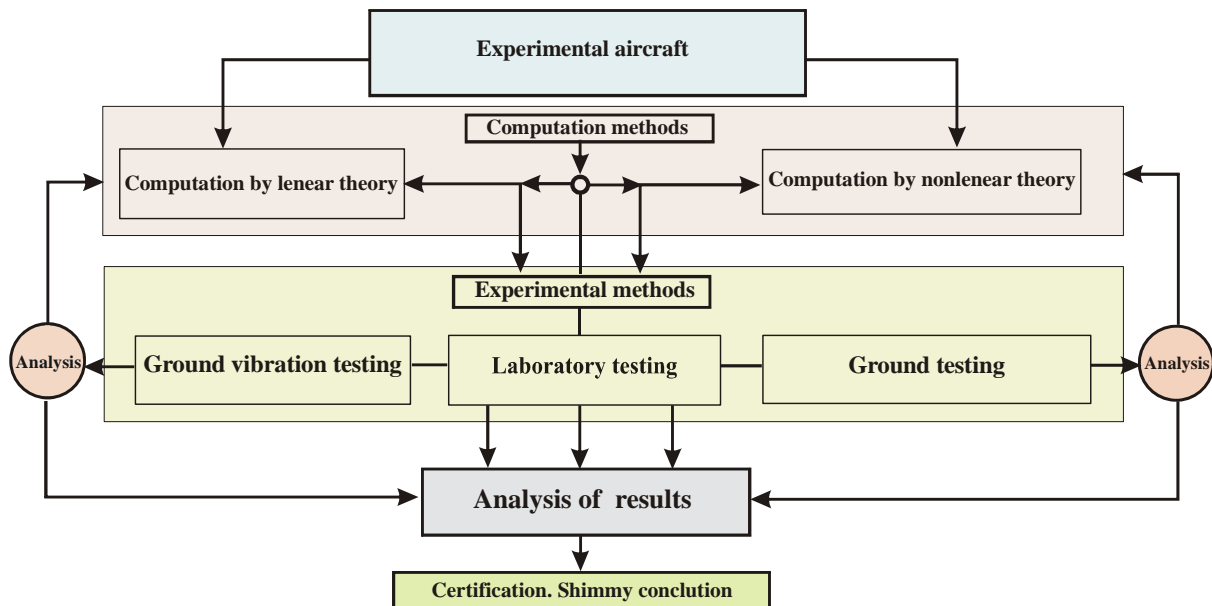 Experimental aircraft
Computation methods
Computation by lenear theory
Computation by nonlenear theory
Experimental methods
Analysis
Ground vibration testing
Laboratory testing
Ground testing
Analysis
Analysis of results
Certification. Shimmy conclution